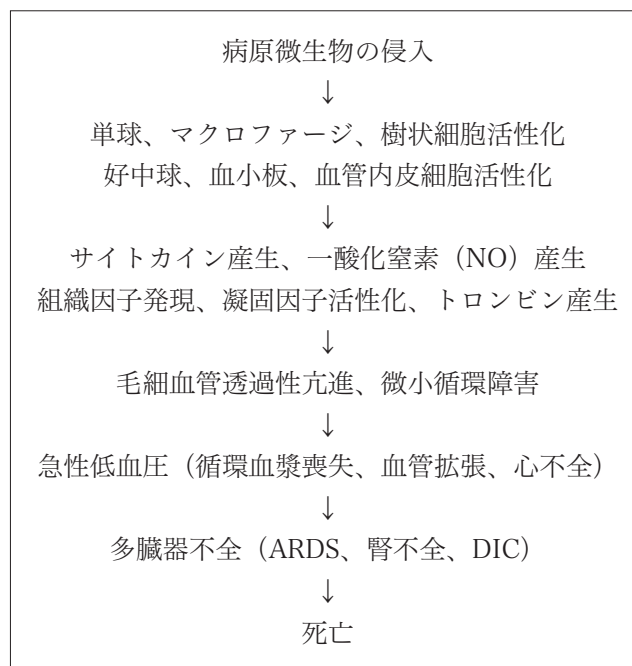 病原微生物の侵入
↓
単球、マクロファージ、樹状細胞活性化
好中球、血小板、血管内皮細胞活性化
↓
サイトカイン産生、一酸化窒素（NO）産生
組織因子発現、凝固因子活性化、トロンビン産生
↓
毛細血管透過性亢進、微小循環障害
↓
急性低血圧（循環血漿喪失、血管拡張、心不全）
↓
多臓器不全（ARDS、腎不全、DIC）
↓
死亡